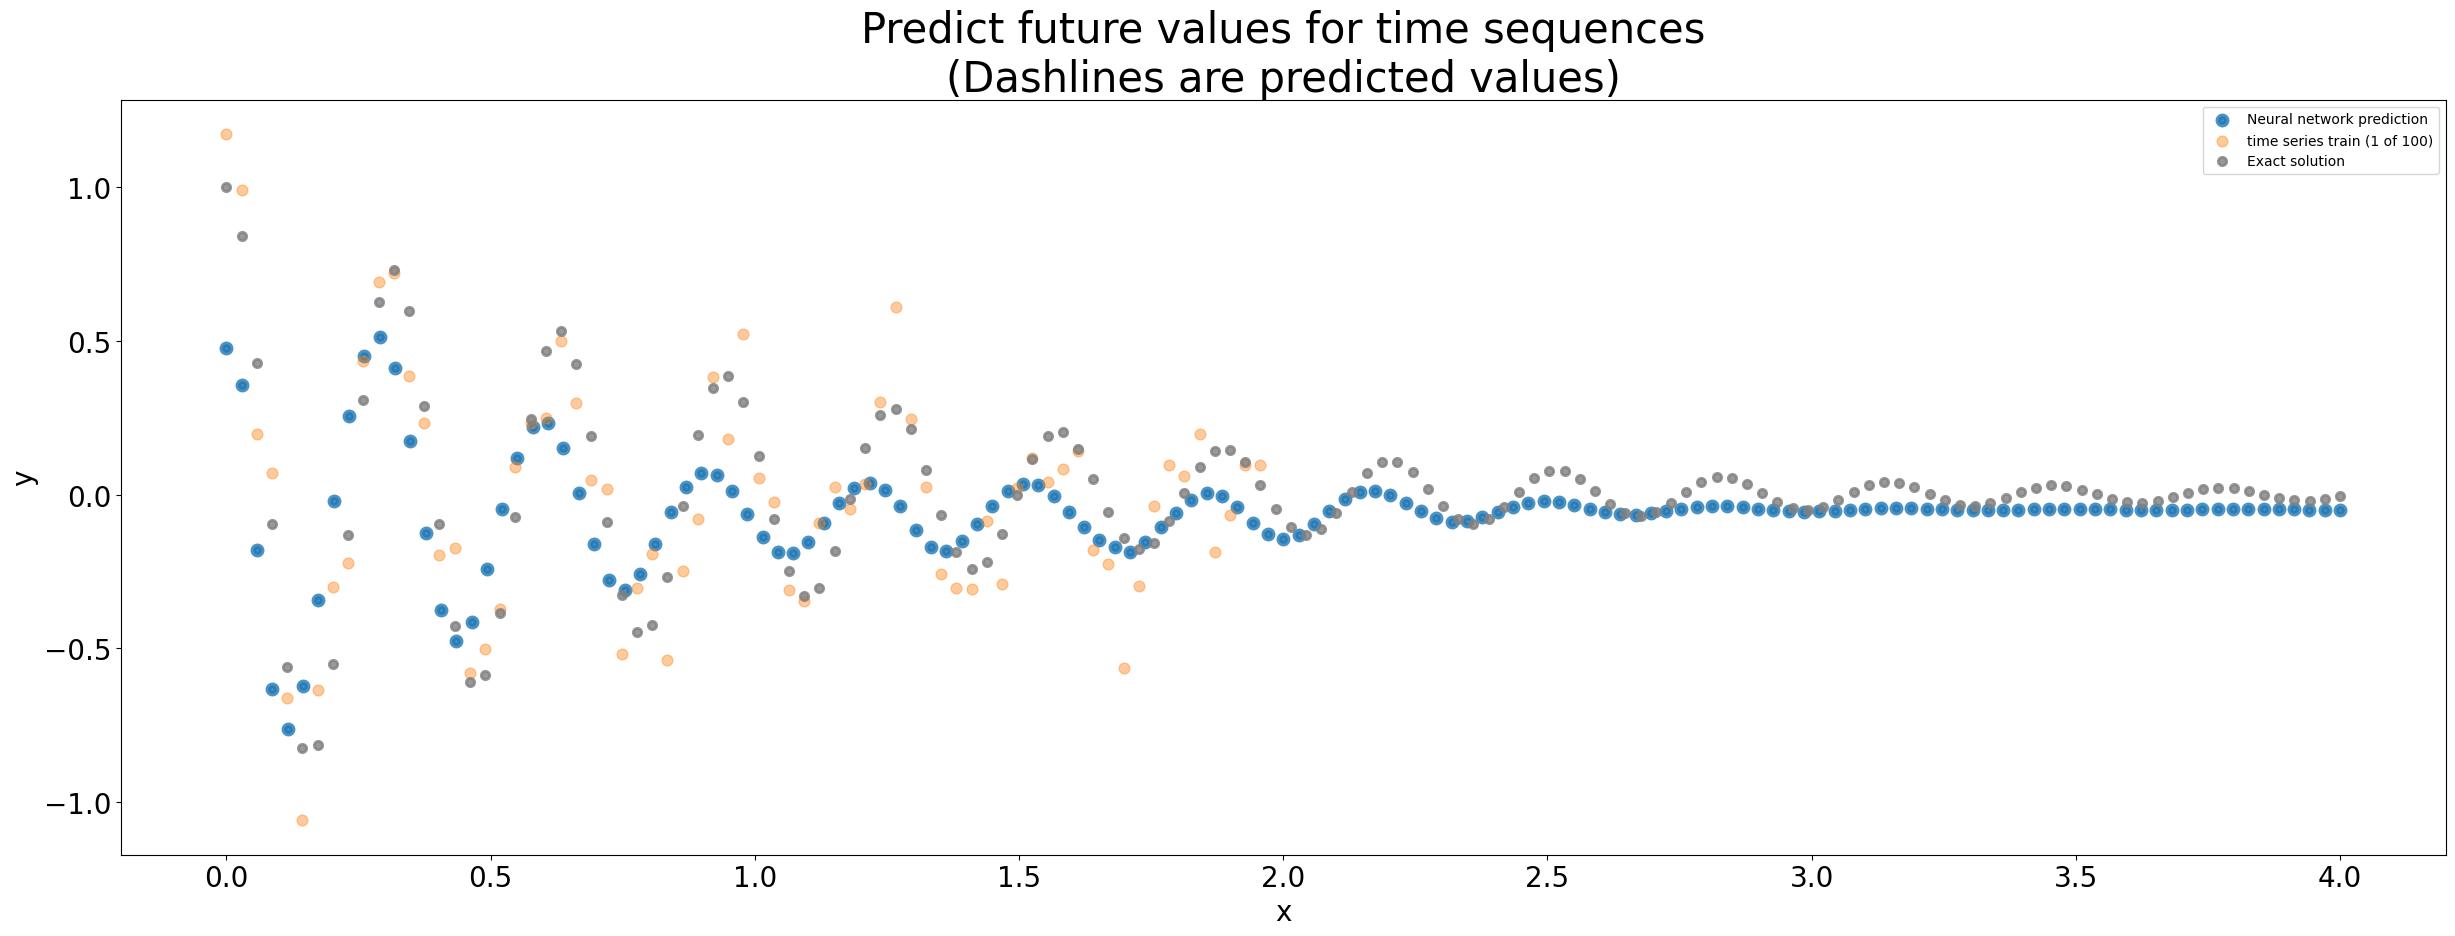 Predict future values for time sequences
(Dashlines are predicted values)
Neural network prediction
time series train (1 of 100)
Exact solution
y
1.0
0.5
0.0
−0.5
−1.0
0.0 0.5 1.0 1.5 2.0 2.5 3.0 3.5 4.0
x